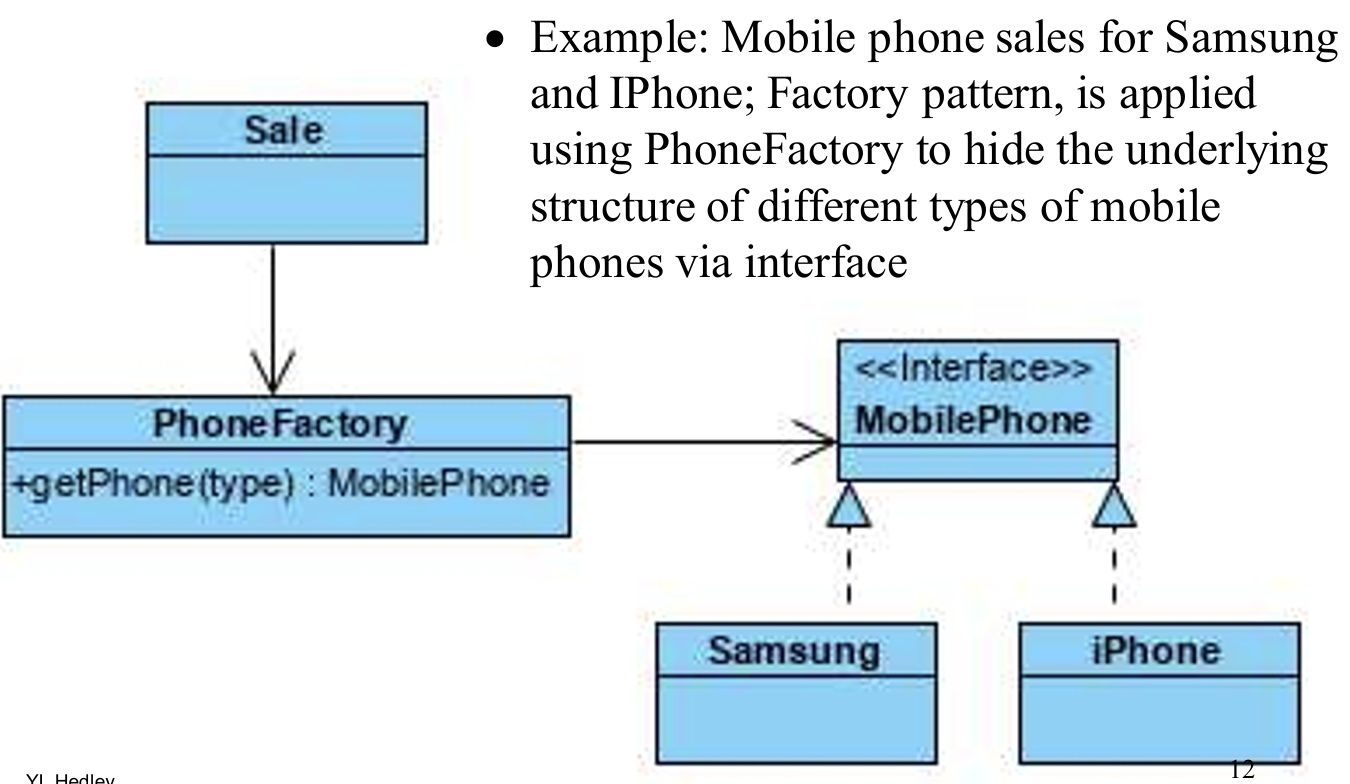 • Example: Mobile phone sales for Samsung
and IPhone; Factory pattern, is applied
using PhoneFactory to hide the underlying
structure of different types of mobile
phones via interface
Sale
PhoneFactory
+getPhone(type) : MobilePhone
<<Interface>>
MobilePhone
Samsung
iPhone
YL Hedley
12